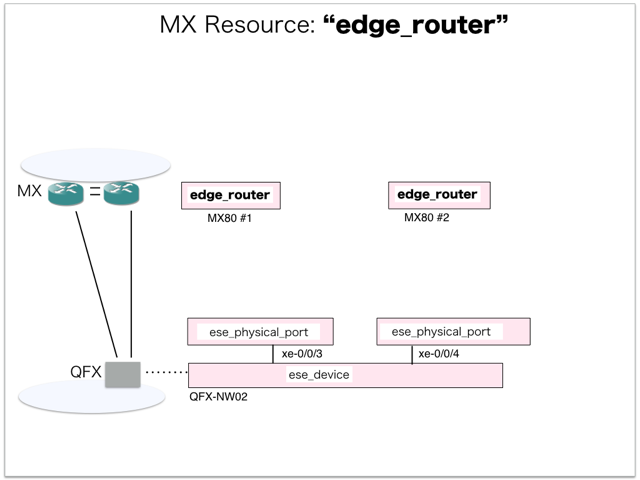 MX Resource: “edge_router”
MX
edge_router
edge_router
MX80 #1
MX80 #2
ese_physical_port
ese_physical_port
xe-0/0/3
xe-0/0/4
QFX
ese_device
QFX-NW02